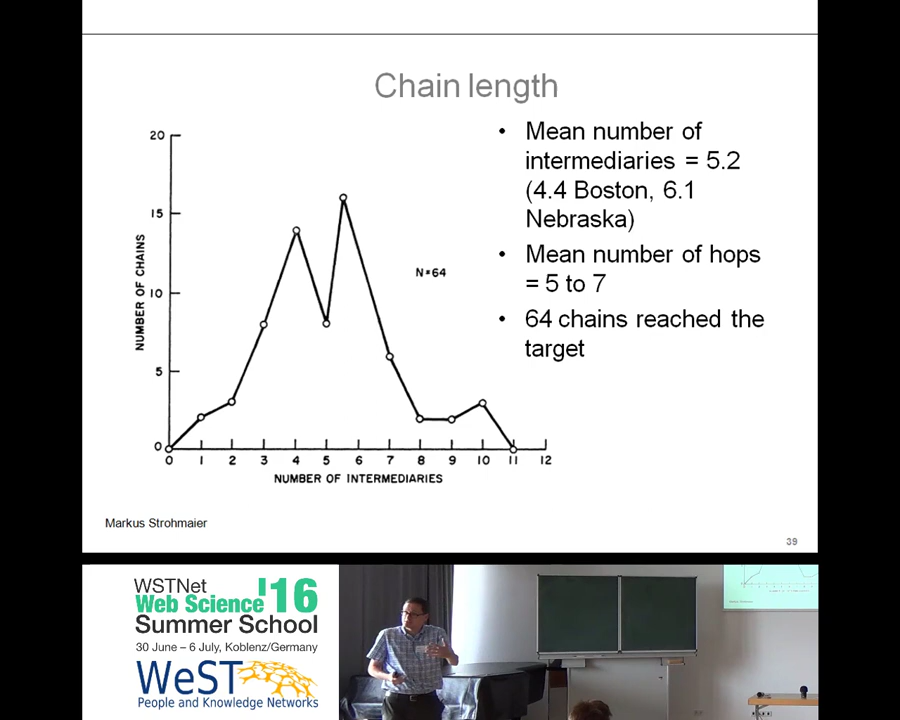 Chain length
20
15
10
5
0
NUMBER OF CHAINS
N=64
0 1 2 3 4 5 6 7 8 9 10 11 12
NUMBER OF INTERMEDIARIES
• Mean number of
intermediaries = 5.2
(4.4 Boston, 6.1
Nebraska)
• Mean number of hops
= 5 to 7
• 64 chains reached the
target
Markus Strohmaier
39
WSTNet
Web Science '16
Summer School
30 June – 6 July, Koblenz/Germany
WeST
People and Knowledge Networks